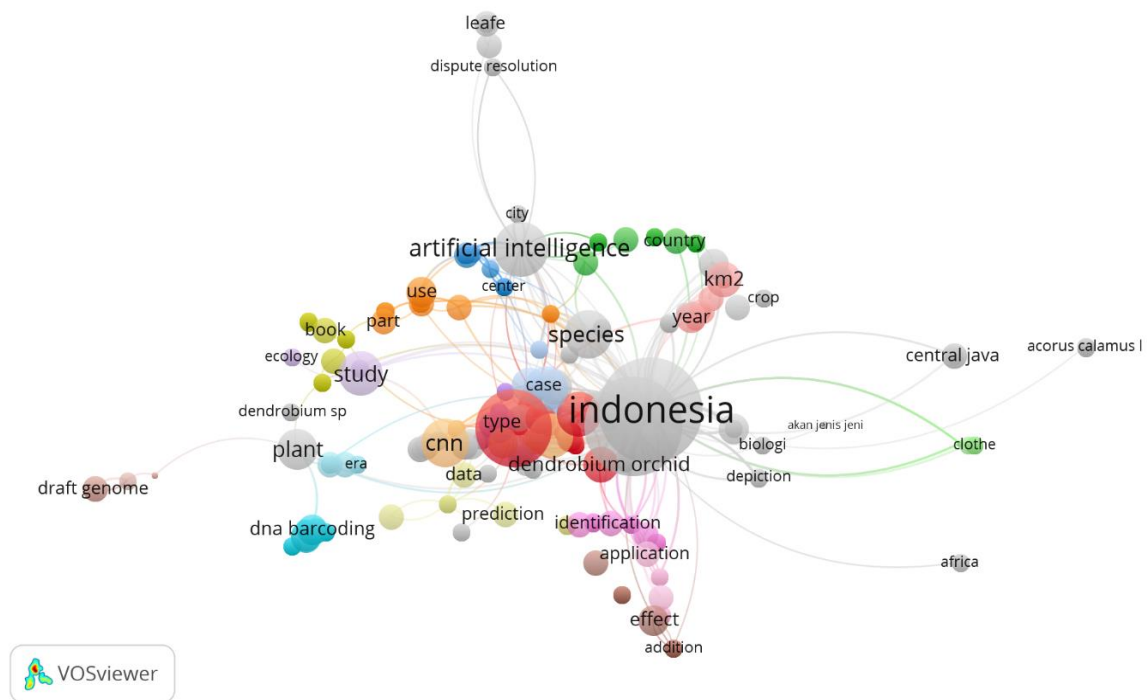 leafe
dispute resolution
city
artificial intelligence
country
center
km2
use
crop
part
year
book
species
ecology
central java
acorus calamus l
study
case
dendrobium sp
indonesia
type
akan jenis jeni
plant
cnn
biologi
clothe
era
dendrobium orchid
data
depiction
draft genome
prediction
identification
dna barcoding
application
africa
effect
addition
VOSviewer